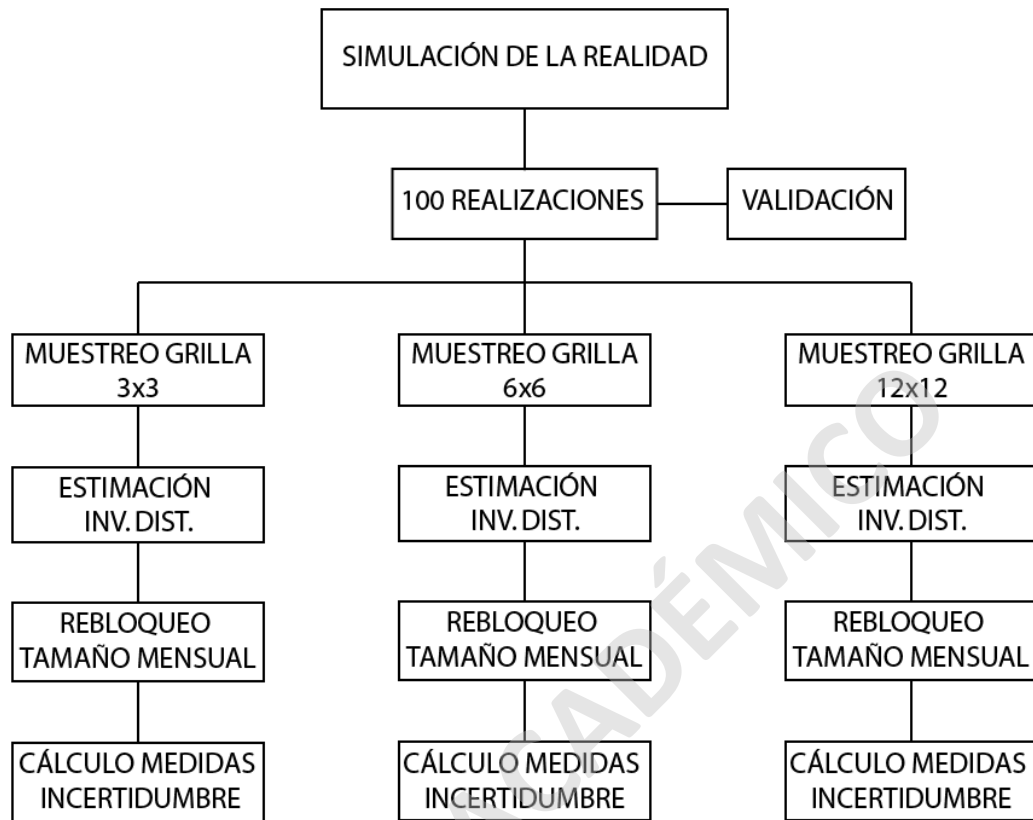 SIMULACIÓN DE LA REALIDAD
100 REALIZACIONES
VALIDACIÓN
MUESTREO GRILLA
3x3
MUESTREO GRILLA
6x6
MUESTREO GRILLA
12x12
ESTIMACIÓN
INV. DIST.
ESTIMACIÓN
INV. DIST.
ESTIMACIÓN
INV. DIST.
REBLOQUEO
TAMAÑO MENSUAL
REBLOQUEO
TAMAÑO MENSUAL
REBLOQUEO
TAMAÑO MENSUAL
CÁLCULO MEDIDAS
INCERTIDUMBRE
CÁLCULO MEDIDAS
INCERTIDUMBRE
CÁLCULO MEDIDAS
INCERTIDUMBRE
ACADÉMICO